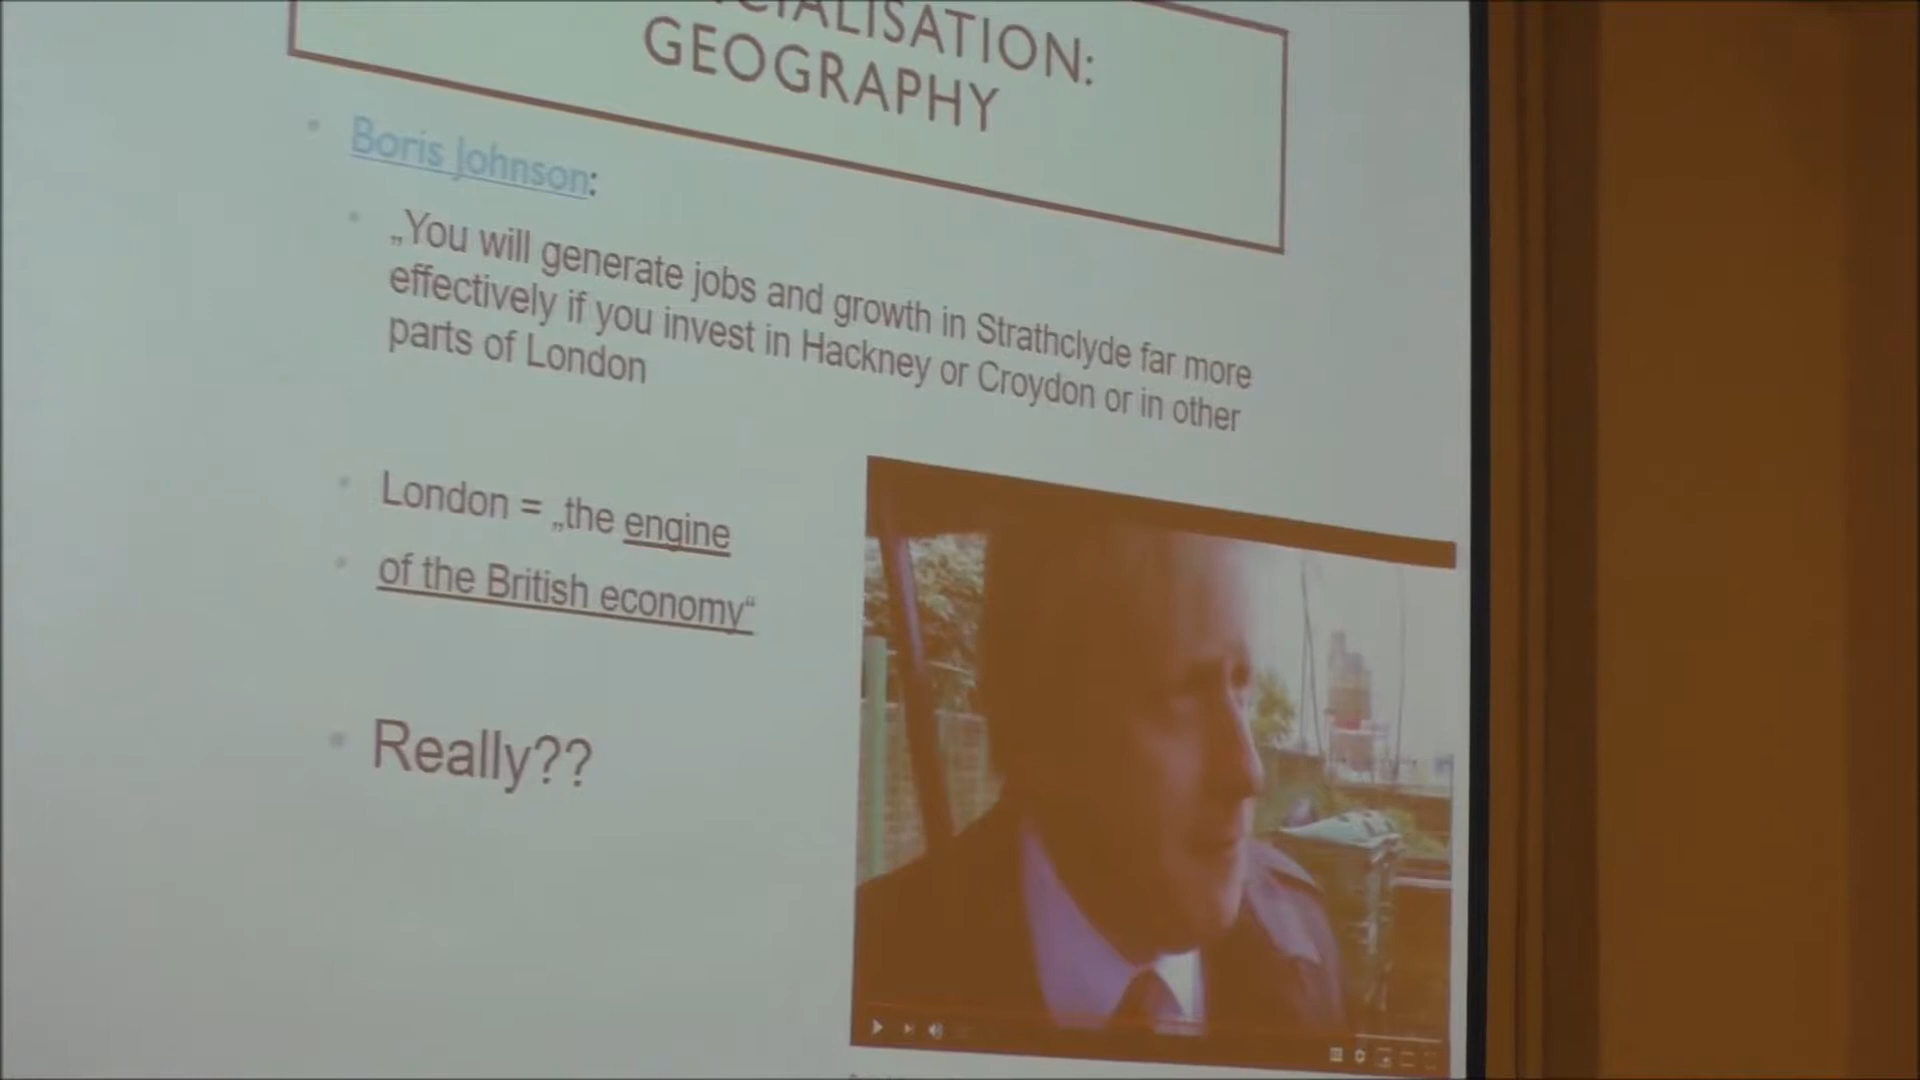 CIALISATION:
GEOGRAPHY
Boris Johnson:
„You will generate jobs and growth in Strathclyde far more
effectively if you invest in Hackney or Croydon or in other
parts of London
London = „the engine
of the British economy“
Really??